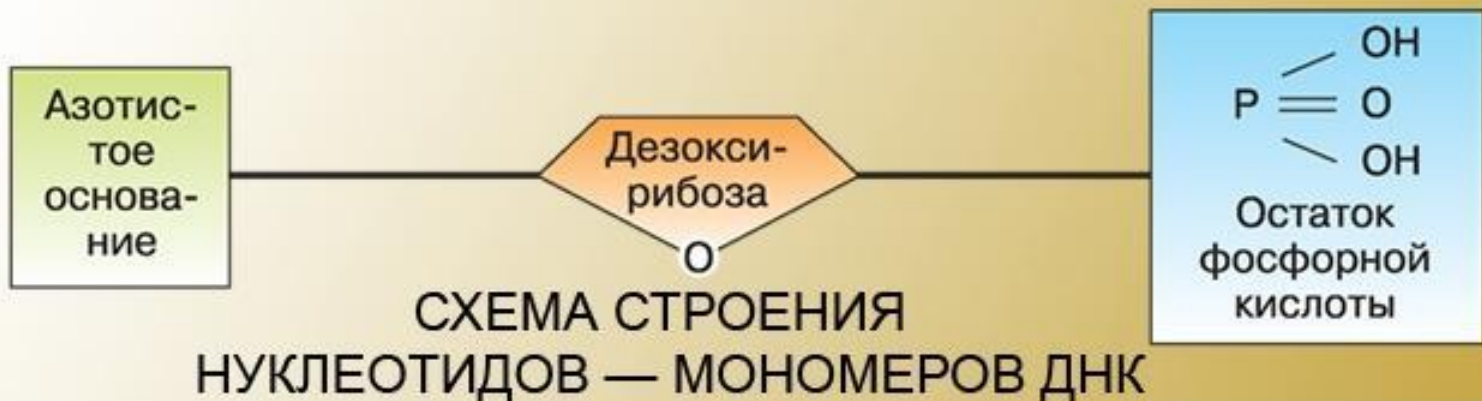 Азотис-
тое
основа-
ние
Дезокси-
рибоза
O
OH
P = O
OH
Остаток
фосфорной
кислоты
СХЕМА СТРОЕНИЯ
НУКЛЕОТИДОВ — МОНОМЕРОВ ДНК